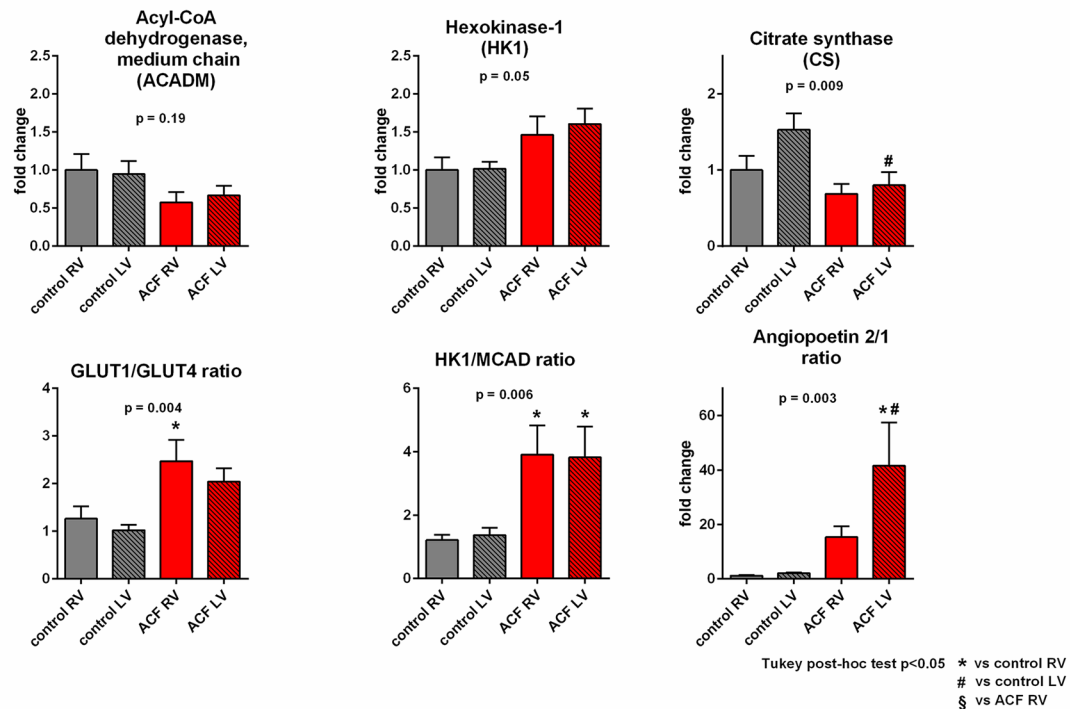 Acyl-CoA
dehydrogenase,
medium chain
(ACADM)
p = 0.19
fold change
2.5
2.0
1.5
1.0
0.5
0.0
control RV
control LV
ACF RV
ACF LV
Hexokinase-1
(HK1)
p = 0.05
2.5
2.0
1.5
1.0
0.5
0.0
control RV
control LV
ACF RV
ACF LV
Citrate synthase
(CS)
p = 0.009
fold change
2
1
0
#
control RV
control LV
ACF RV
ACF LV
GLUT1/GLUT4 ratio
p = 0.004
4
3
2
1
0
*
control RV
control LV
ACF RV
ACF LV
HK1/MCAD ratio
p = 0.006
6
4
2
0
*
*
control RV
control LV
ACF RV
ACF LV
Angiopoetin 2/1
ratio
p = 0.003
fold change
60
40
20
0
*#
control RV
control LV
ACF RV
ACF LV
Tukey post-hoc test p<0.05 * vs control RV
# vs control LV
§ vs ACF RV